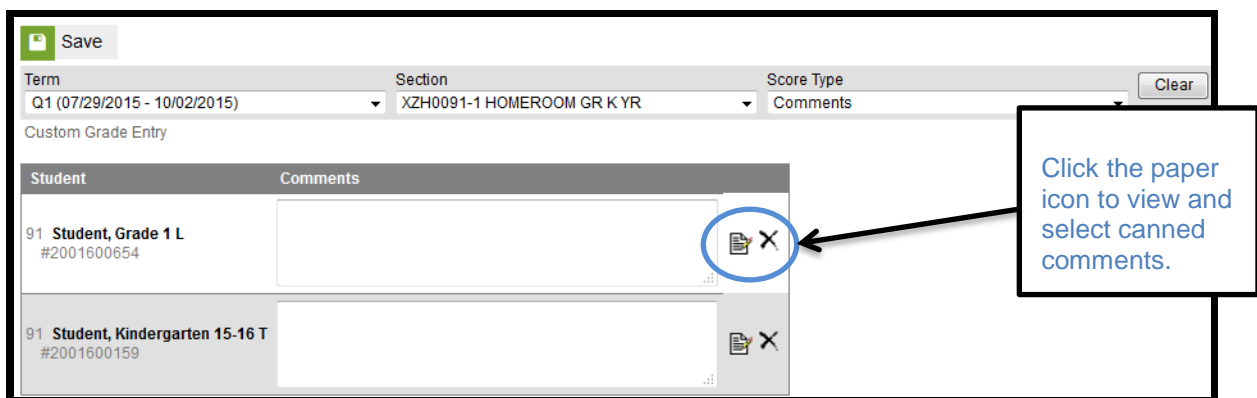 Save
Term Section Score Type
Q1 (07/29/2015 - 10/02/2015) XZH0091-1 HOMEROOM GR K YR Comments Clear
Custom Grade Entry
Student Comments
91 Student, Grade 1 L
#2001600654
91 Student, Kindergarten 15-16 T
#2001600159
Click the paper
icon to view and
select canned
comments.